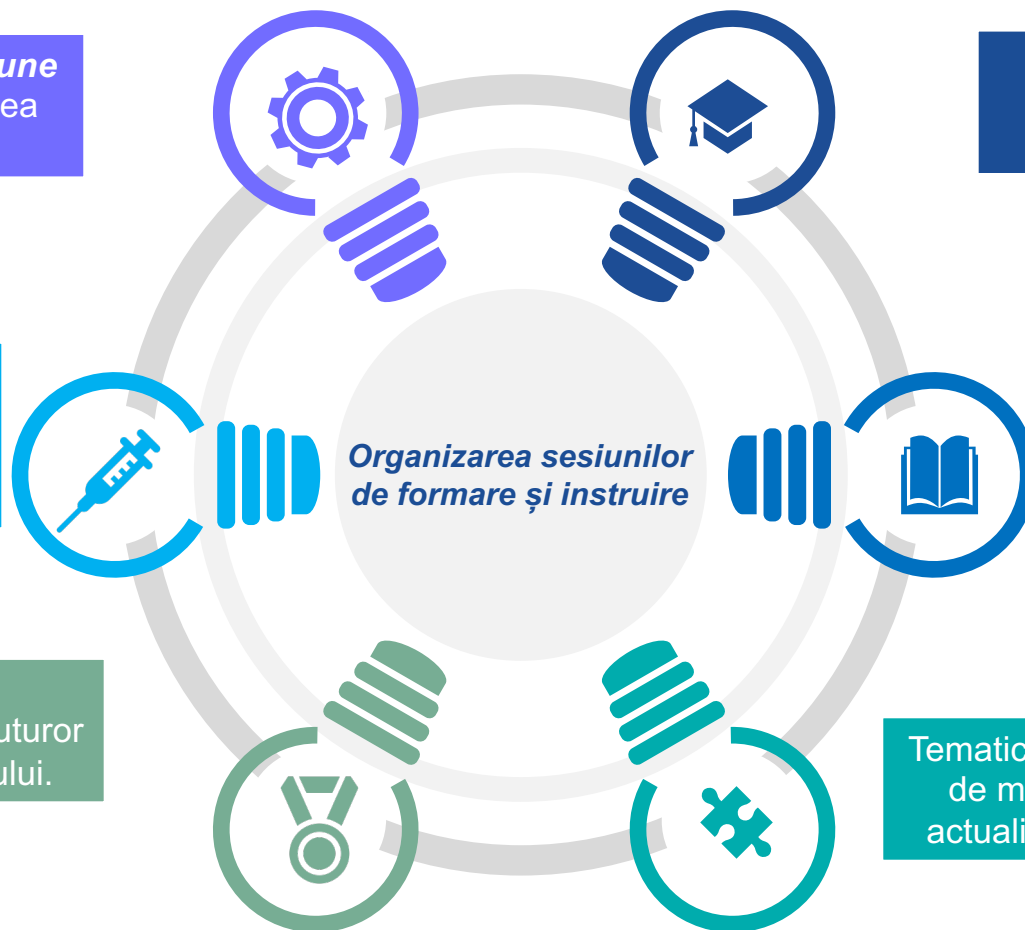 une
ea
Organizarea sesiunilor
de formare și instruire
uturor
ului.
Tematic
de m
actuali